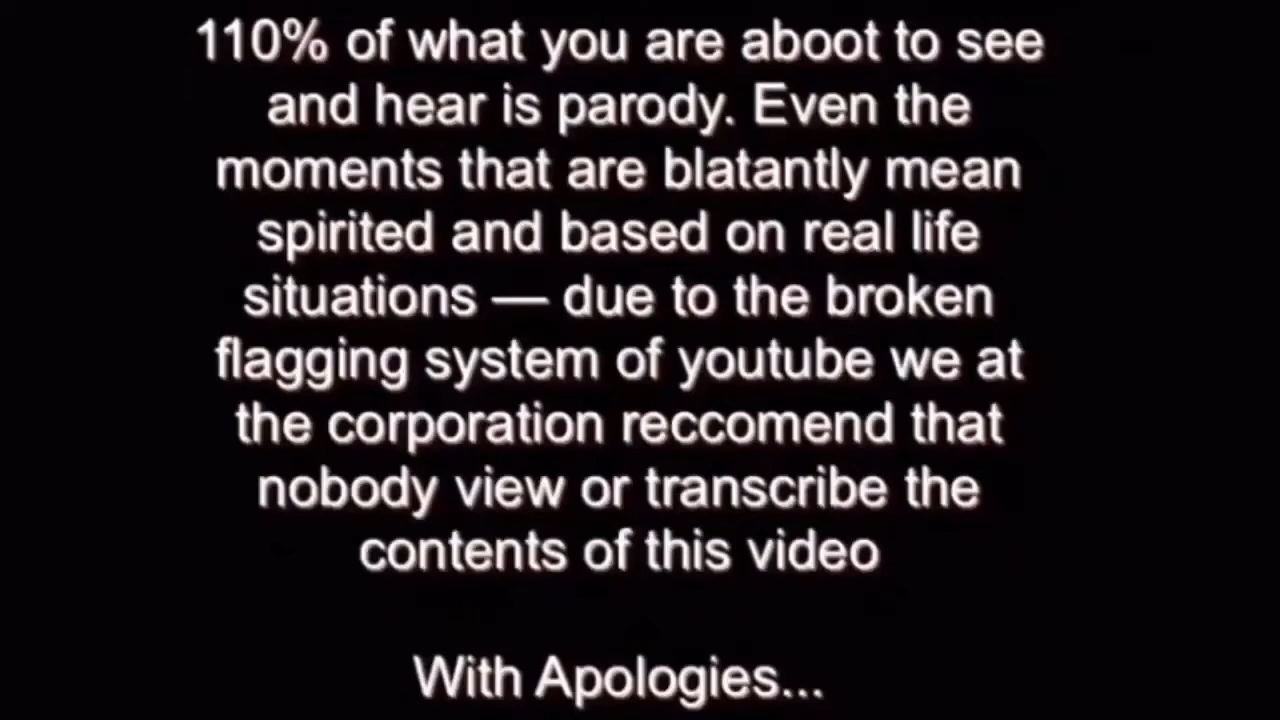 110% of what you are aboot to see
and hear is parody. Even the
moments that are blatantly mean
spirited and based on real life
situations — due to the broken
flagging system of youtube we at
the corporation reccomend that
nobody view or transcribe the
contents of this video
With Apologies...